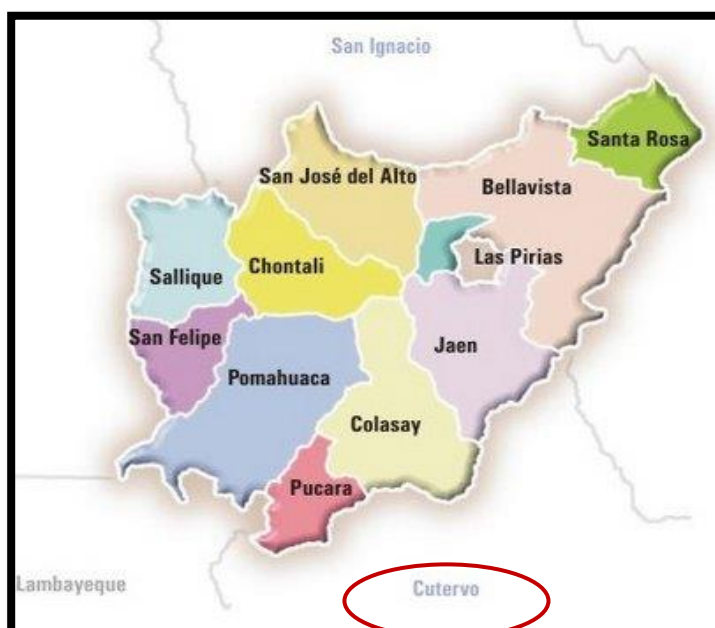 San Ignacio
Santa Rosa
San José del Alto
Bellavista
Las Pirias
Chontali
Sallique
San Felipe
Jaen
Pomahuaca
Colasay
Pucara
Lambayeque
Cutervo